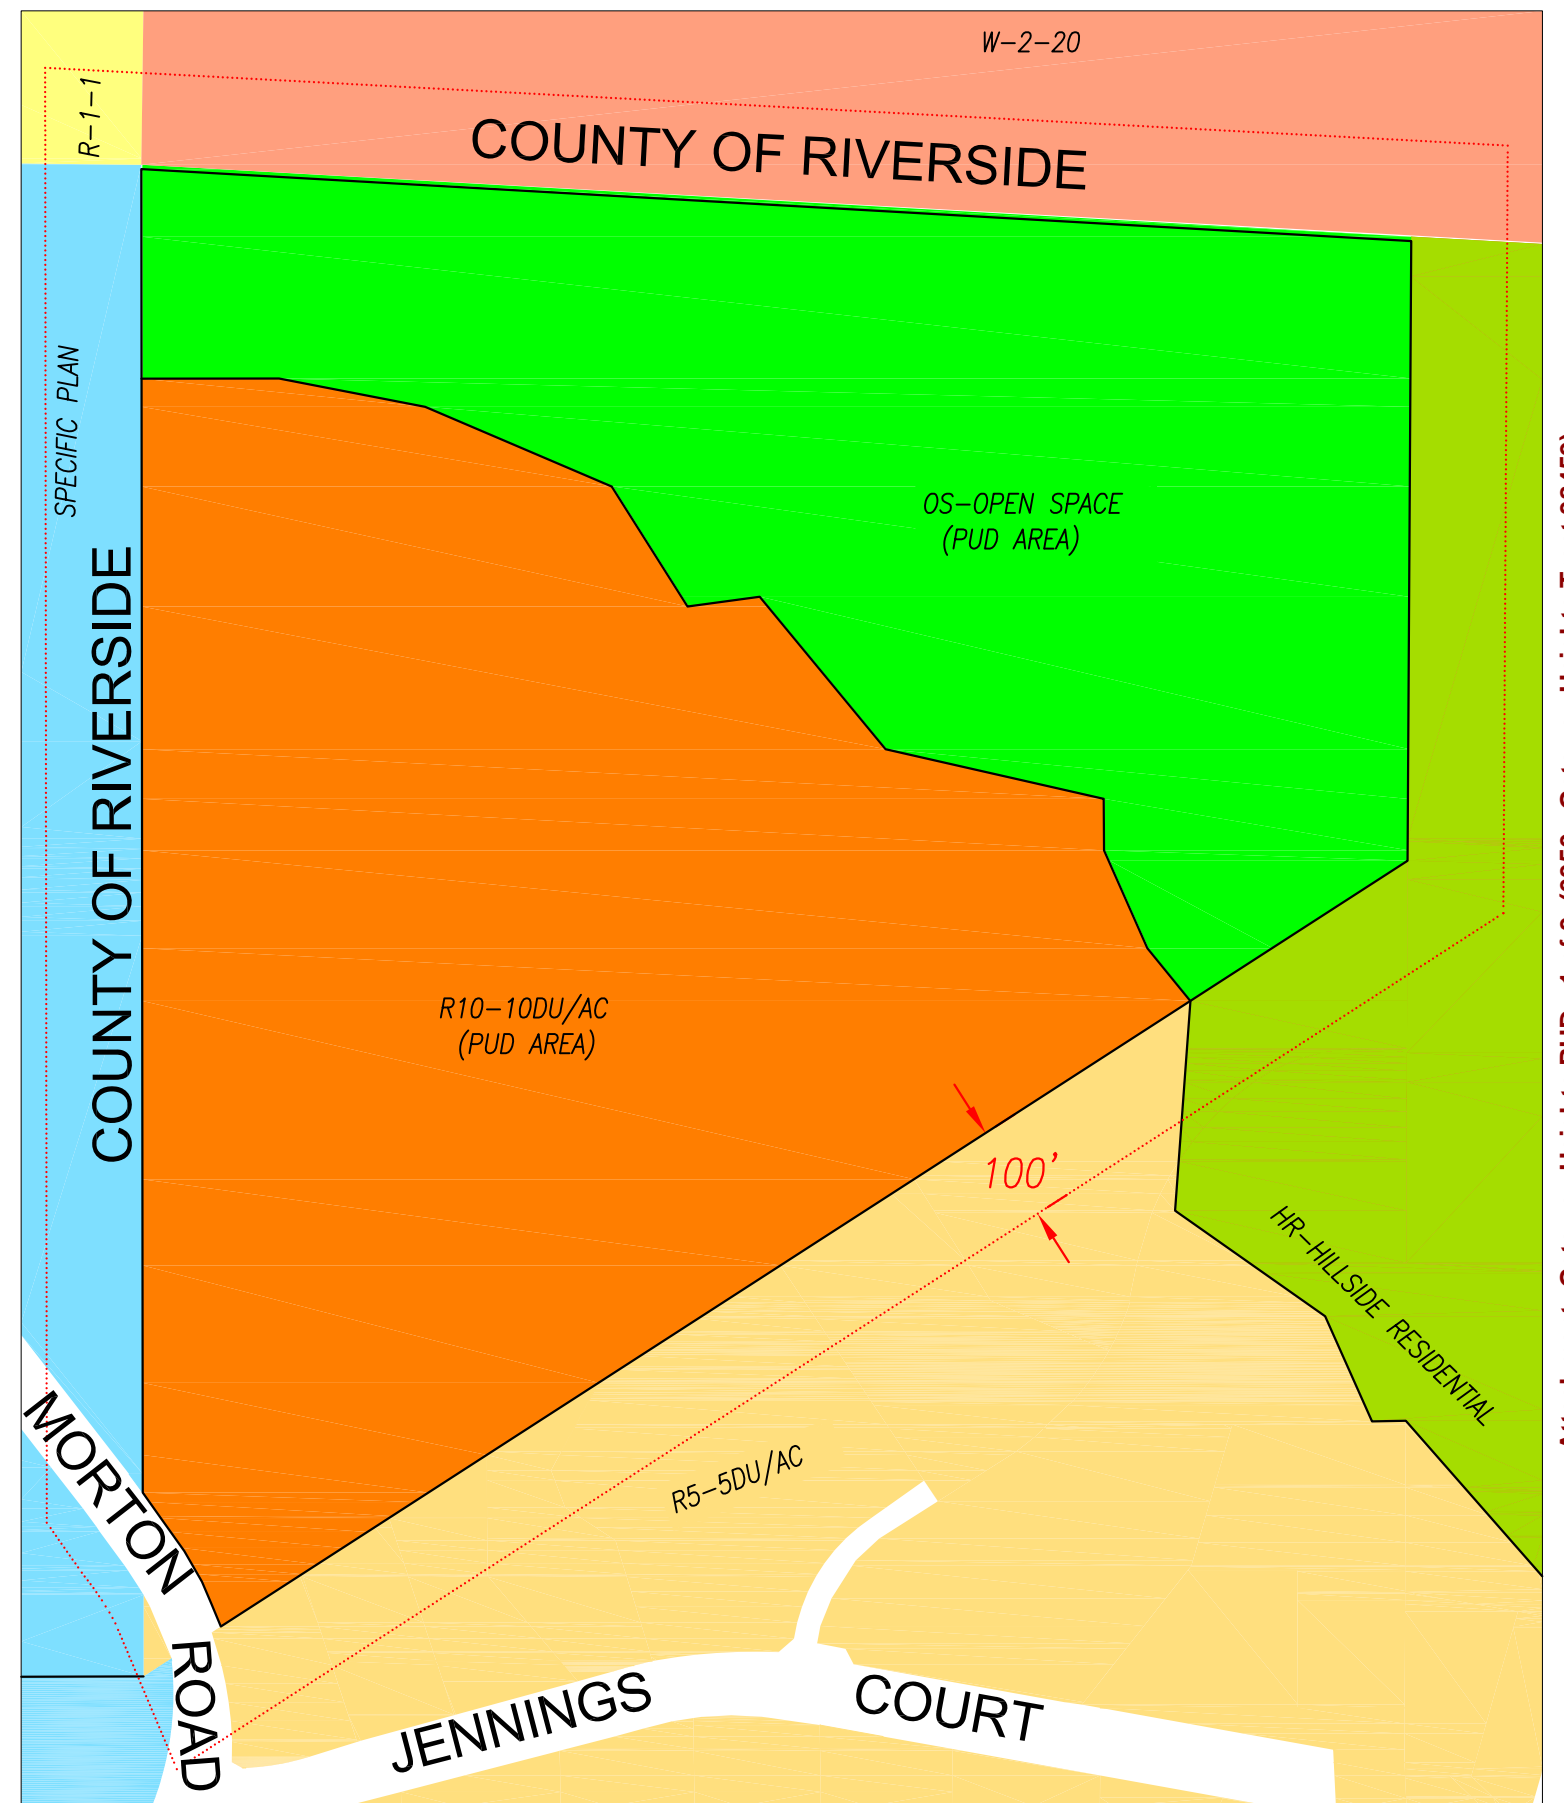 W-2-20
R-1-1
COUNTY OF RIVERSIDE
SPECIFIC PLAN
COUNTY OF RIVERSIDE
OS-OPEN SPACE
(PUD AREA)
R10-10DU/AC
(PUD AREA)
100'
HR-HILLSIDE RESIDENTIAL
R5-5DU/AC
MORTON ROAD
JENNINGS COURT